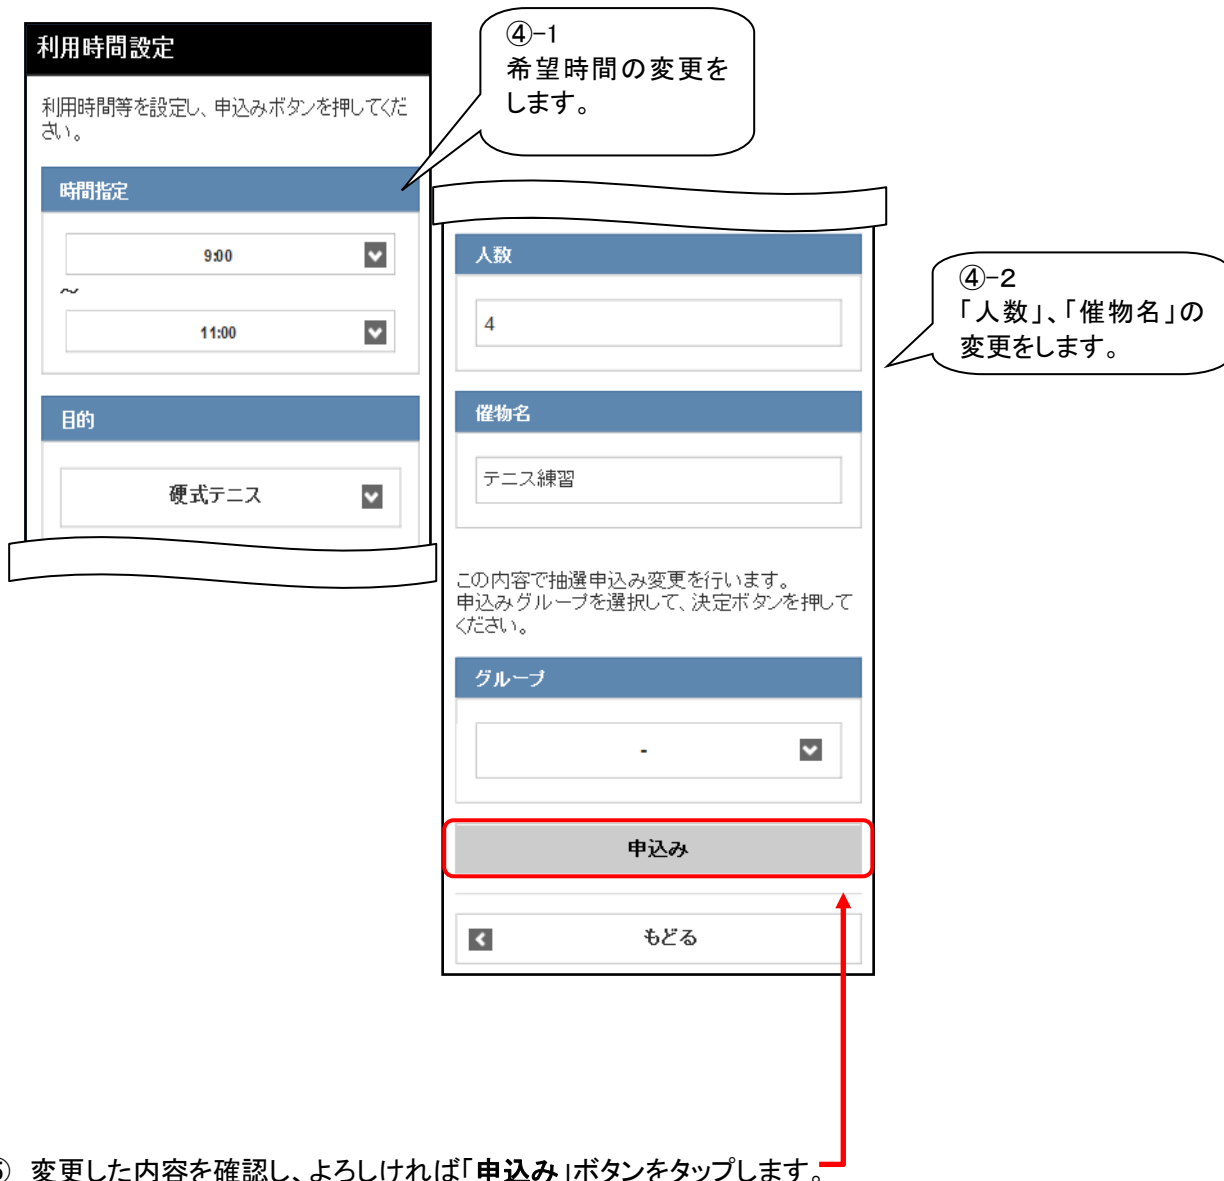 利用時間設定
利用時間等を設定し、申込みボタンを押してくだ
さい。
時間指定
9:00
～
11:00
目的
硬式テニス
④-1
希望時間の変更を
します。
人数
4
催物名
テニス練習
この内容で抽選申込み変更を行います。
申込みグループを選択して、決定ボタンを押して
ください。
グループ
-
申込み
もどる
④-2
「人数」、「催物名」の
変更をします。
変更した内容を確認し、よろしければ「申込み」ボタンをタップします。